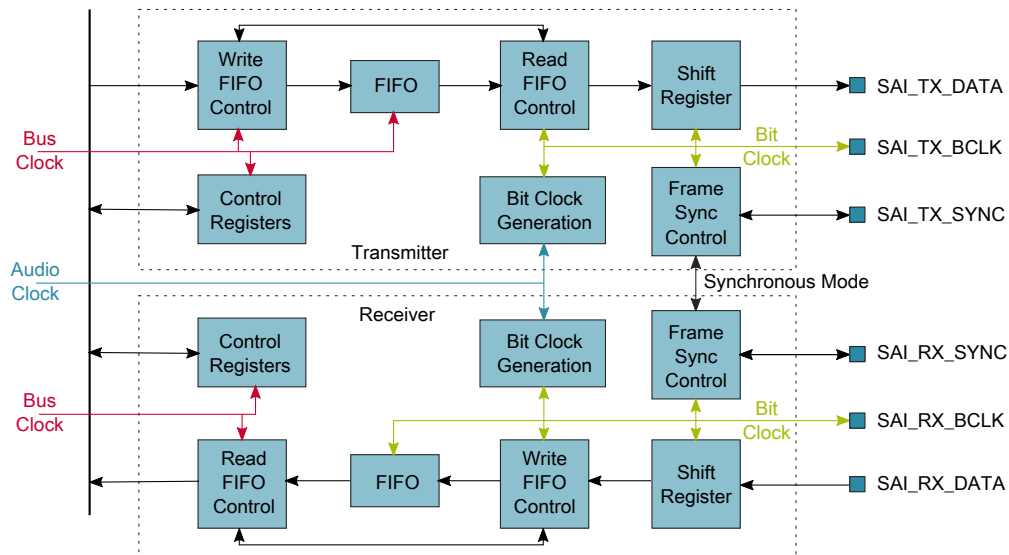 Write
FIFO
Control
FIFO
Read
FIFO
Control
Shift
Register
SAI_TX_DATA
Bus
Clock
Bit
Clock
SAI_TX_BCLK
Control
Registers
Bit Clock
Generation
Frame
Sync
Control
SAI_TX_SYNC
Transmitter
Audio
Clock
Synchronous Mode
Receiver
Control
Registers
Bit Clock
Generation
Frame
Sync
Control
SAI_RX_SYNC
Bus
Clock
Bit
Clock
SAI_RX_BCLK
Read
FIFO
Control
FIFO
Write
FIFO
Control
Shift
Register
SAI_RX_DATA